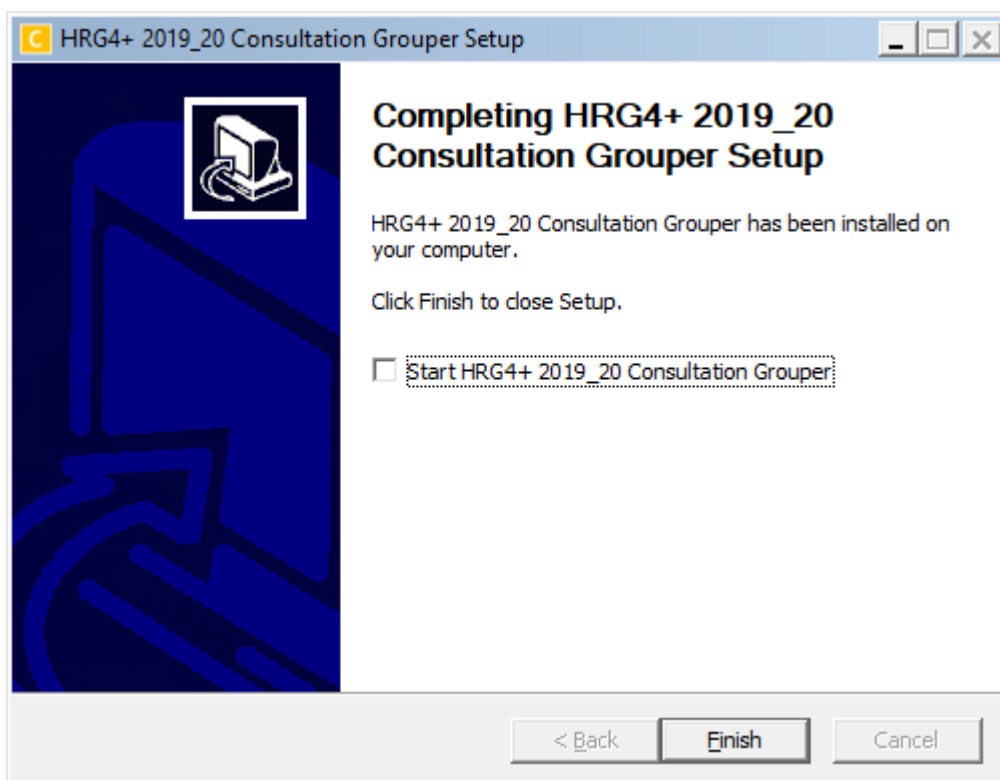 C HRG4+ 2019_20 Consultation Grouper Setup
Completing HRG4+ 2019_20
Consultation Grouper Setup
HRG4+ 2019_20 Consultation Grouper has been installed on
your computer.
Click Finish to close Setup.
Start HRG4+ 2019_20 Consultation Grouper
< Back Finish Cancel